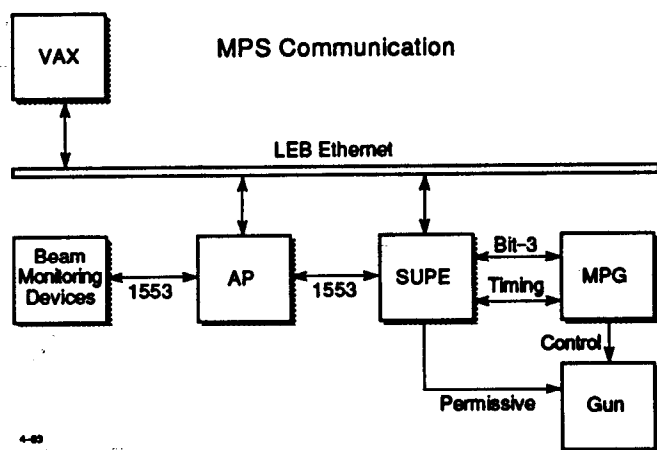 VAX
MPS Communication
LEB Ethernet
Beam
Monitoring
Devices
1553
AP
1553
SUPE
Bit-3
Timing
MPG
Control
Permissive
Gun